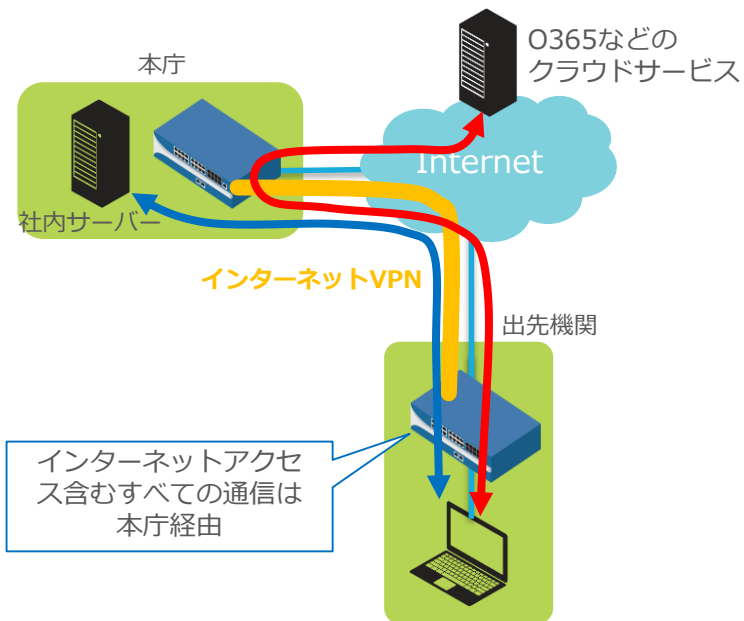 O365などの
クラウドサービス
本庁
Internet
社内サーバー
インターネットVPN
出先機関
インターネットアクセ
ス含むすべての通信は
本庁経由